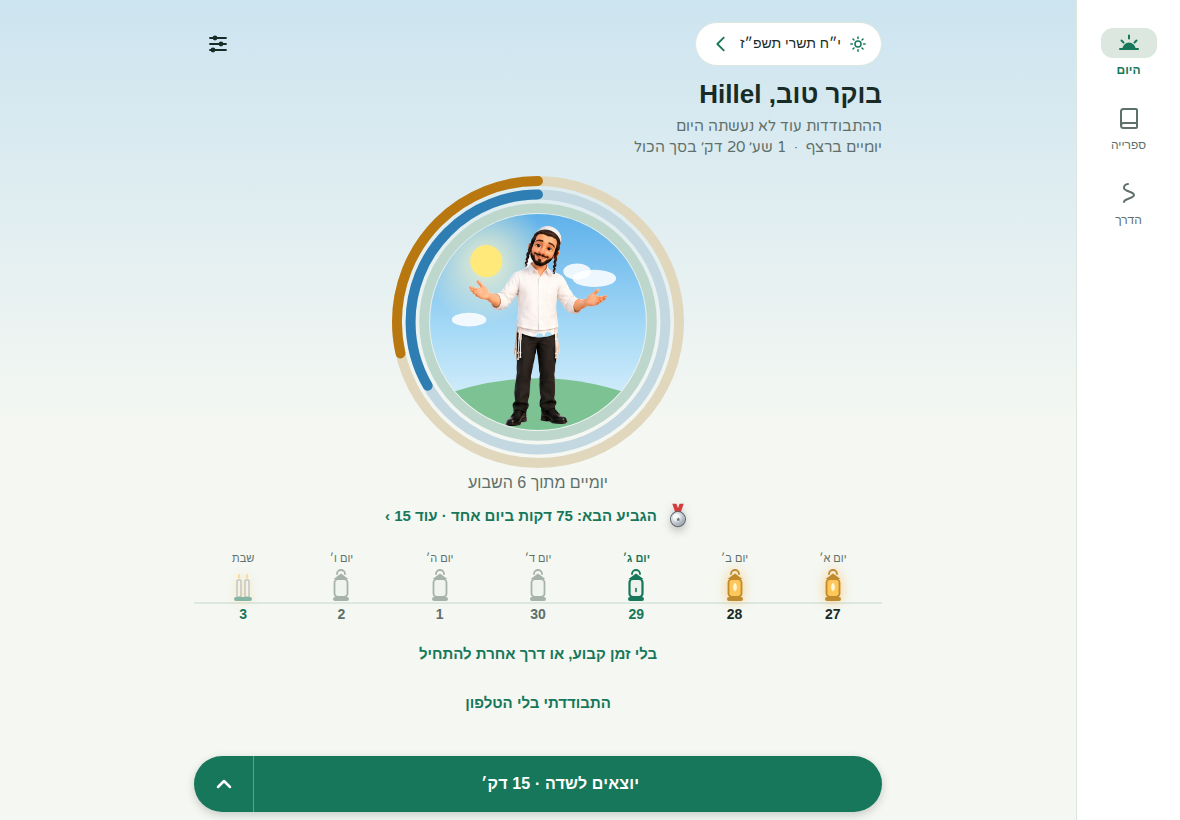 היום
ספרייה
הדרך
י״ח תשרי תשפ״ז
בוקר טוב, Hillel
ההתבודדות עוד לא נעשתה היום
יומיים ברצף · 1 שע׳ 20 דק׳ בסך הכול
יומיים מתוך 6 השבוע
הגביע הבא: 75 דקות ביום אחד · עוד 15 ›
יום א׳ יום ב׳ יום ג׳ יום ד׳ יום ה׳ יום ו׳ שבת
27 28 29 30 1 2 3
בלי זמן קבוע, או דרך אחרת להתחיל
התבודדתי בלי הטלפון
יוצאים לשדה · 15 דק׳